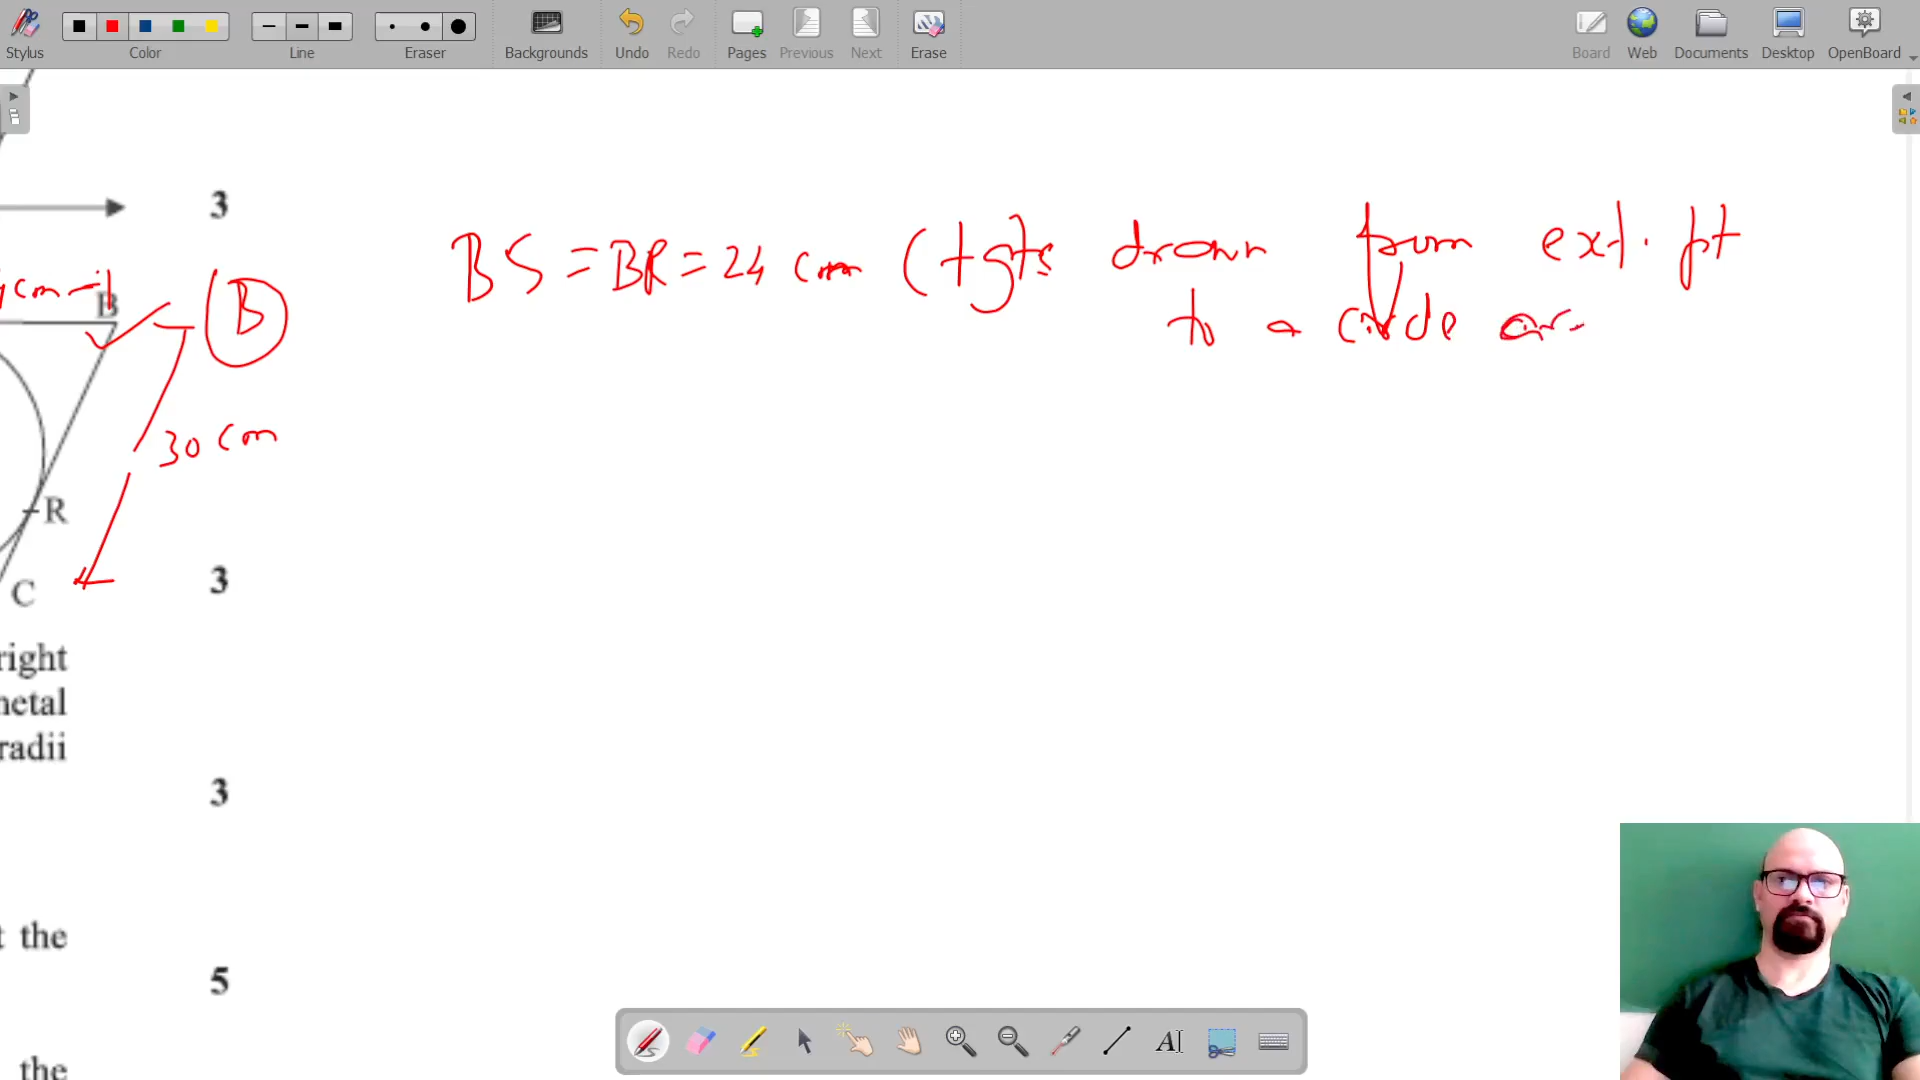 Stylus
Color
Line
Eraser
Backgrounds
Undo
Redo
Pages
Previous
Next
Erase
Board
Web
Documents
Desktop
OpenBoard
3
BS = BR = 24 cm (tgts drawn from ext. pt
to a circle are
cm
B
B
30 cm
R
3
C
right
metal
radii
3
t the
5
the